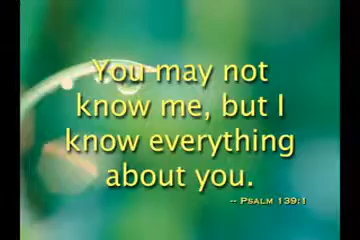 You may not
know me, but I
know everything
about you.
-- Psalm 139:1